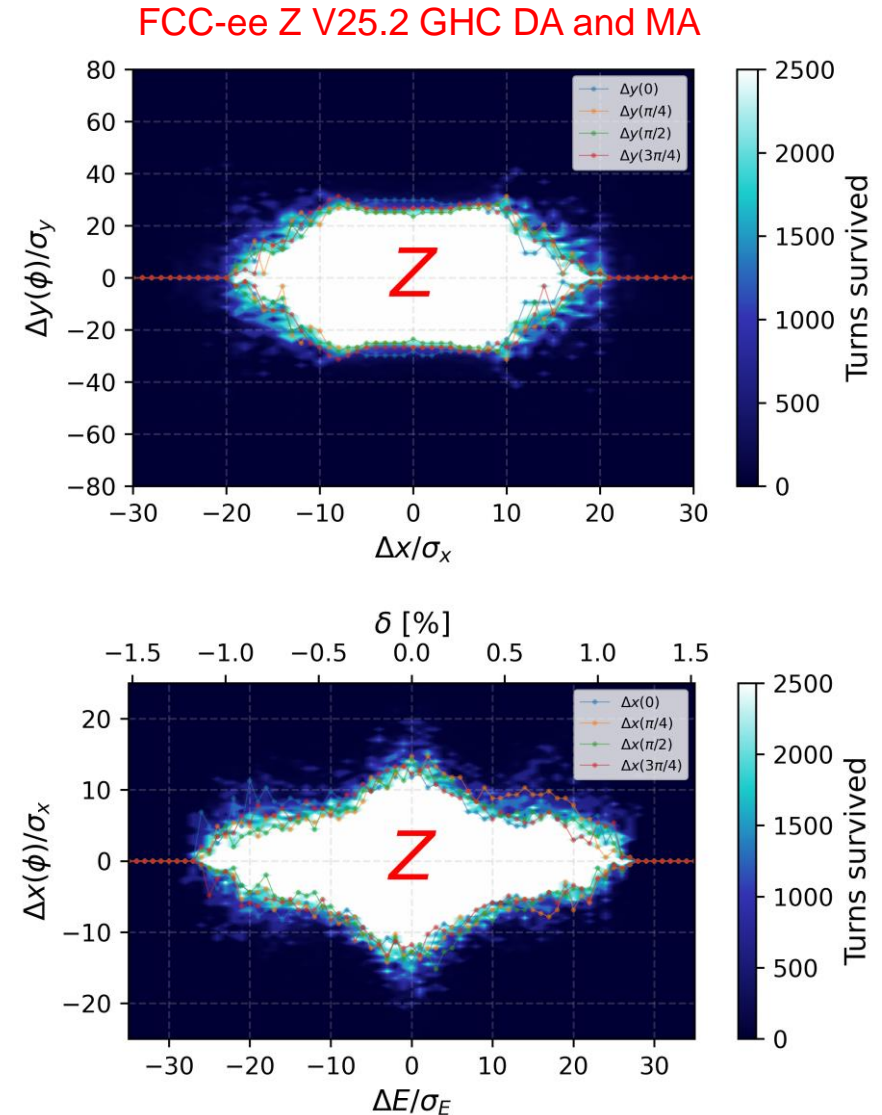 FCC-ee Z V25.2 GHC DA and MA
80
60
40
20
0
−20
−40
−60
−80
Δy(ϕ)/σy
Δy(0)
Δy(π/4)
Δy(π/2)
Δy(3π/4)
Z
−30 −20 −10 0 10 20 30
Δx/σx
2500
2000
1500
1000
500
0
Turns survived
δ [%]
−1.5 −1.0 −0.5 0.0 0.5 1.0 1.5
20
10
0
−10
−20
Δx(ϕ)/σx
Δx(0)
Δx(π/4)
Δx(π/2)
Δx(3π/4)
Z
−30 −20 −10 0 10 20 30
ΔE/σE
2500
2000
1500
1000
500
0
Turns survived